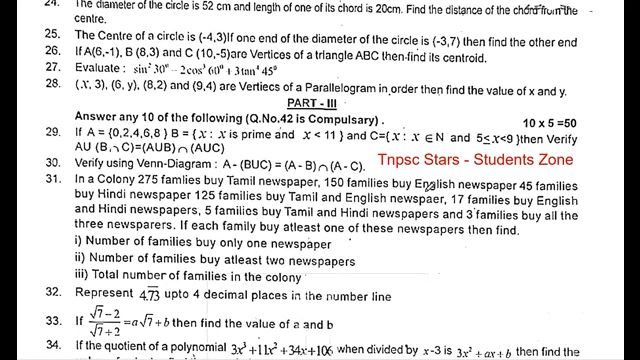 24. The diameter of the circle is 52 cm and length of one of its chord is 20cm. Find the distance of the chord from the
centre.
25. The Centre of a circle Is (-4,3)If one end of the diameter of the circle is (-3,7) then find the other end
26. If A(6,-1), B (8,3) and C (10,-5)are Vertices of a triangle ABC then find its centroid.
27. Evaluate : sin² 30° − 2cos³ 60° + 3tan⁴ 45°
28. (x, 3), (6, y), (8,2) and (9,4) are Vertiecs of a Parallelogram in order then find the value of x and y.
PART - III
Answer any 10 of the following (Q.No.42 is Compulsary) . 10 x 5 =50
29. If A = {0,2,4,6,8 } B = { x : x is prime and x < 11 } and C={ x : x ∈ N and 5≤ x<9 } then Verify
AU (B∩C)=(AUB)∩(AUC)
30. Verify using Venn-Diagram : A - (BUC) = (A - B)∩(A - C). Tnpsc Stars - Students Zone
31. In a Colony 275 famlies buy Tamil newspaper, 150 families buy English newspaper 45 families
buy Hindi newspaper 125 families buy Tamil and English newspaer, 17 families buy English
and Hindi newspapers, 5 families buy Tamil and Hindi newspapers and 3 families buy all the
three newsparers. If each family buy atleast one of these newspapers then find.
i) Number of families buy only one newspaper
ii) Number of families buy atleast two newspapers
iii) Total number of families in the colony
32. Represent 4.7̅3̅ upto 4 decimal places in the number line
33. If (√7 − 2)/(√7 + 2) = a√7 + b then find the value of a and b
34. If the quotient of a polynomial 3x³ +11x² +34x+106 when divided by x-3 is 3x² + ax + b then find the